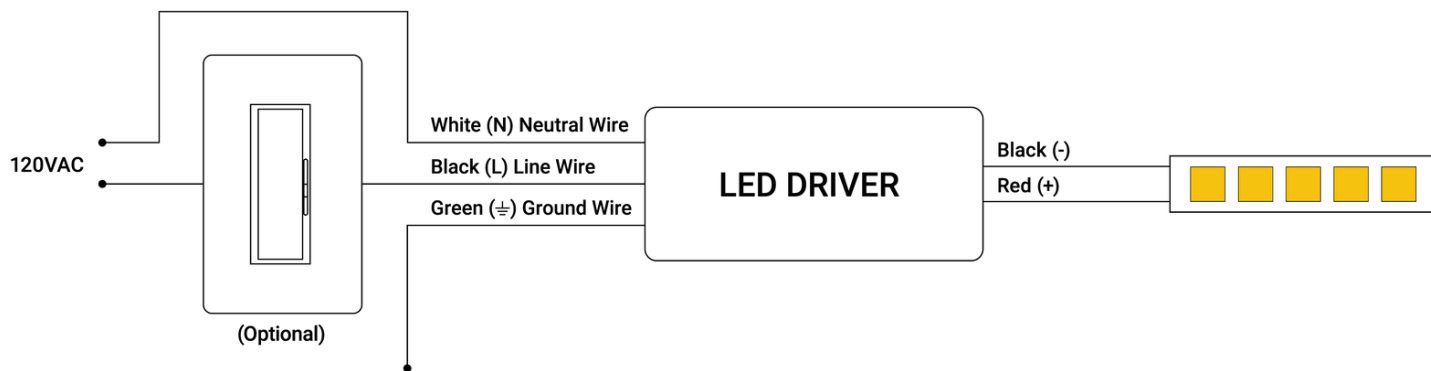 120VAC
(Optional)
White (N) Neutral Wire
Black (L) Line Wire
Green (⏚) Ground Wire
LED DRIVER
Black (-)
Red (+)